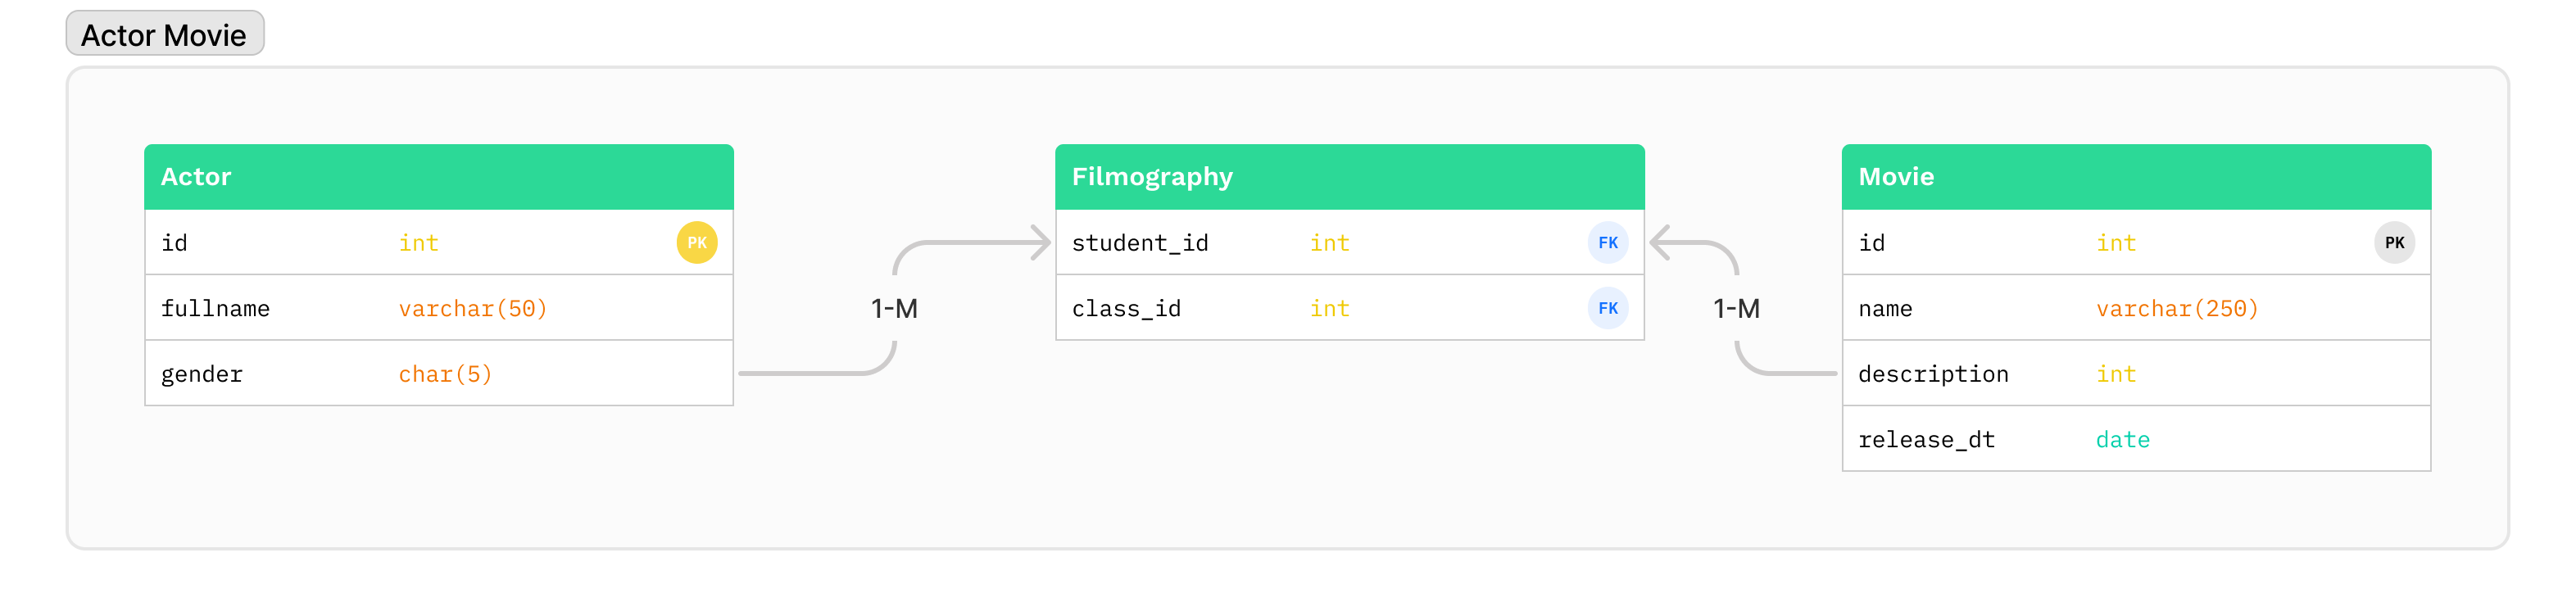 Actor Movie
Actor
id int PK
fullname varchar(50)
gender char(5)
1-M
Filmography
student_id int FK
class_id int FK
1-M
Movie
id int PK
name varchar(250)
description int
release_dt date